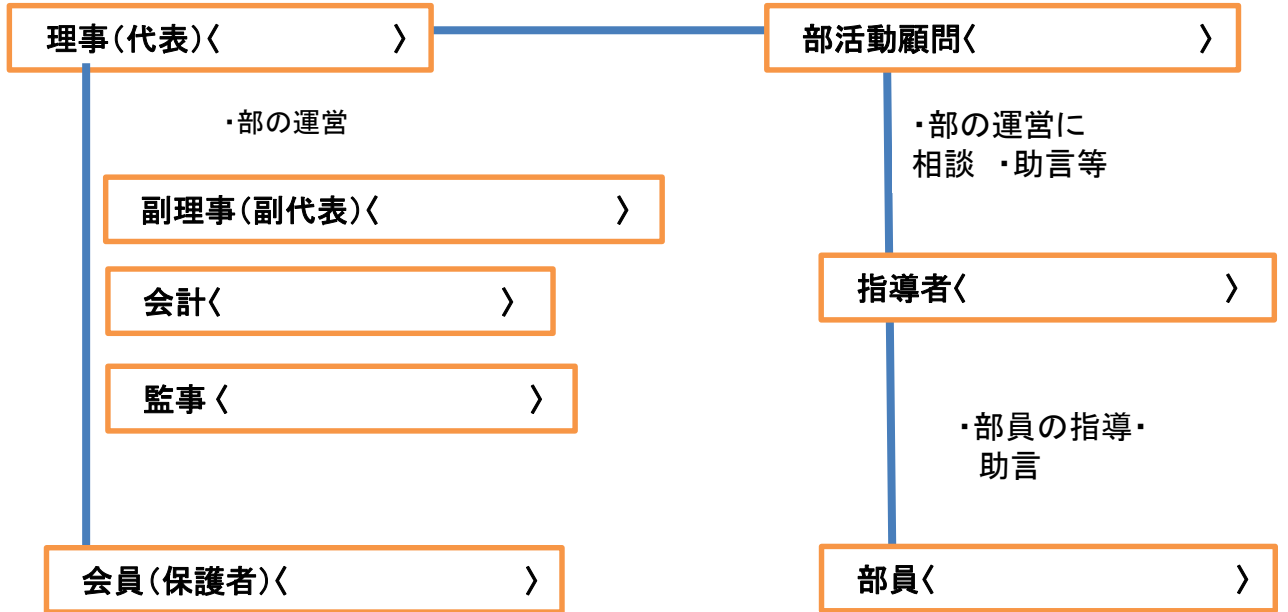 理事(代表)〈 〉
部活動顧問〈 〉
・部の運営
・部の運営に
相談 ・助言等
副理事(副代表)〈 〉
会計〈 〉
指導者〈 〉
監事〈 〉
・部員の指導・
助言
会員(保護者)〈 〉
部員〈 〉